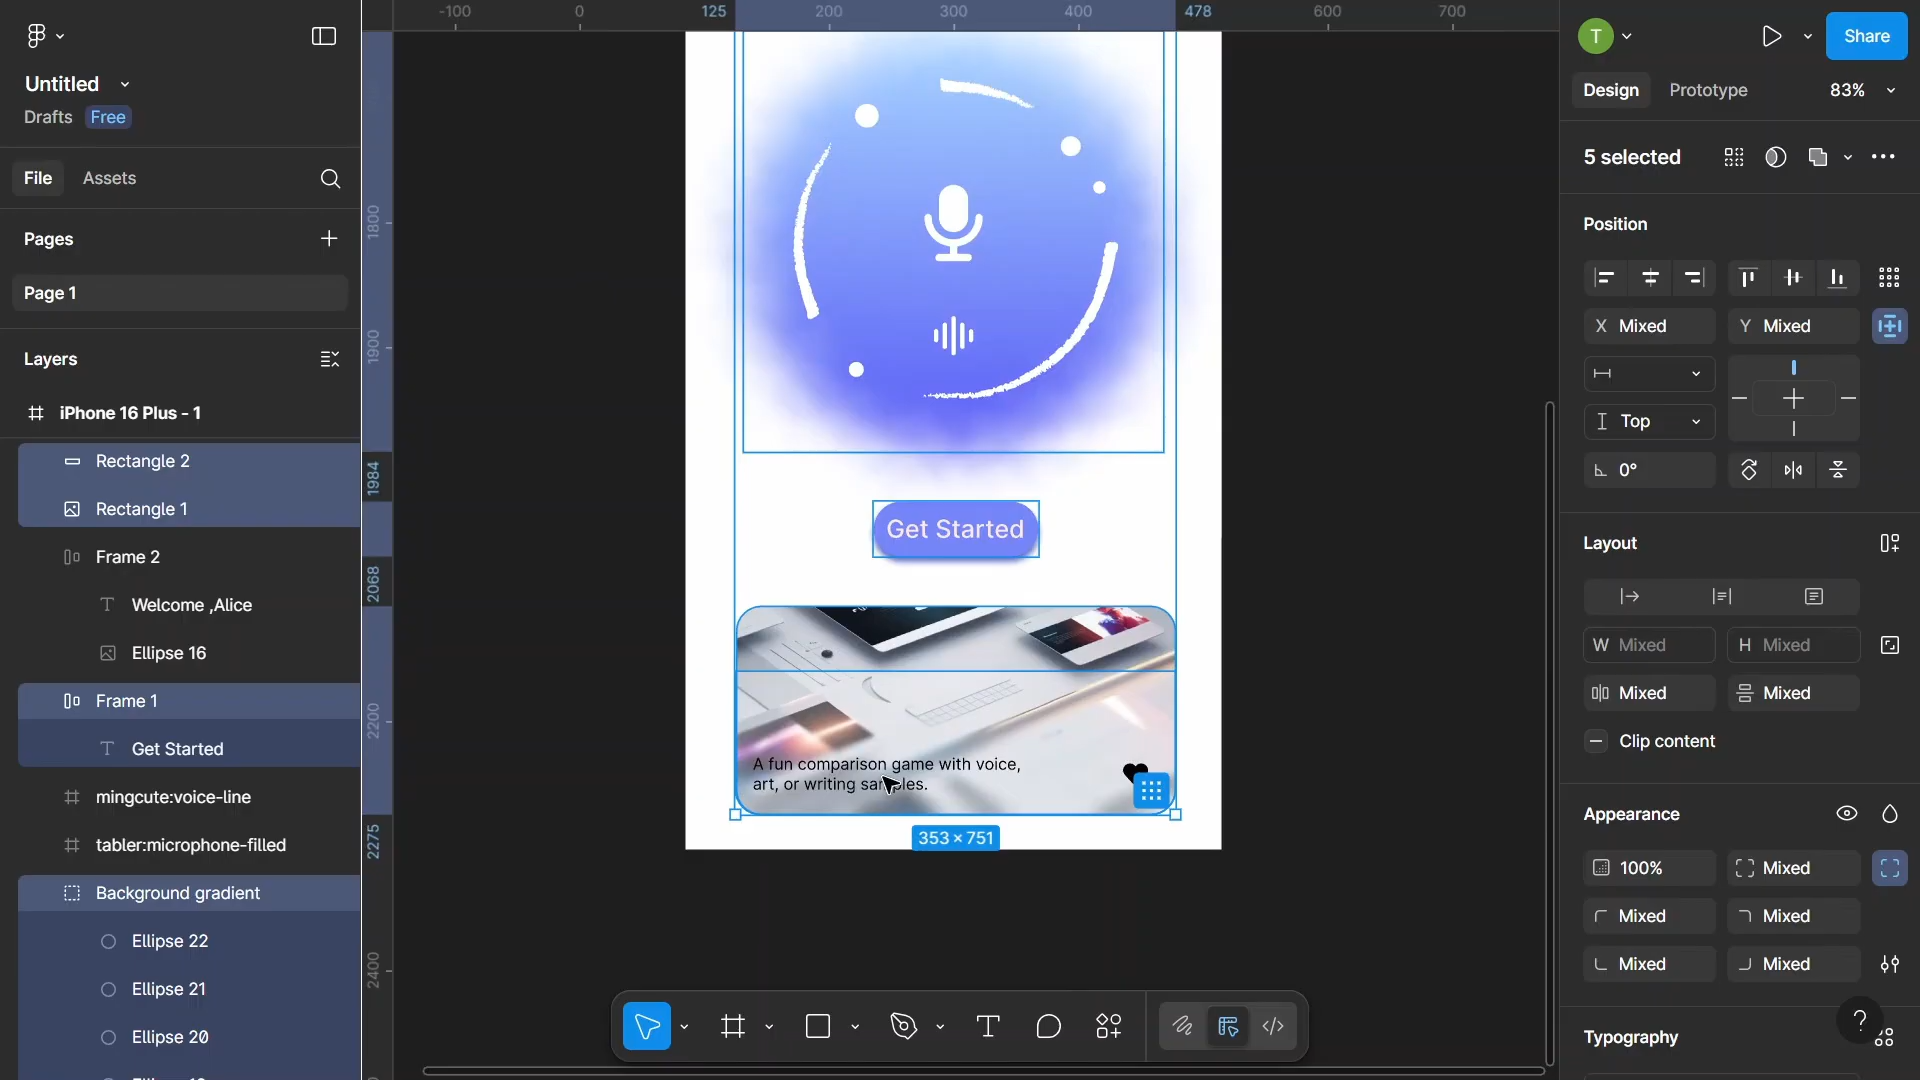 -100 0 125 200 300 400 478 600 700
T
Share
Untitled
Drafts Free
Design Prototype 83%
File Assets
5 selected
Pages
Position
Page 1
1800
X Mixed Y Mixed
Layers
1900
Top
iPhone 16 Plus - 1
Rectangle 2
0°
1984
Rectangle 1
Get Started
Layout
Frame 2
2068
Welcome ,Alice
W Mixed H Mixed
Ellipse 16
Mixed Mixed
Frame 1
2200
Clip content
Get Started
A fun comparison game with voice,
art, or writing samples.
mingcute:voice-line
Appearance
tabler:microphone-filled
2275
353 × 751
100% Mixed
Background gradient
Mixed Mixed
Ellipse 22
2400
Mixed Mixed
Ellipse 21
Ellipse 20
?
Typography